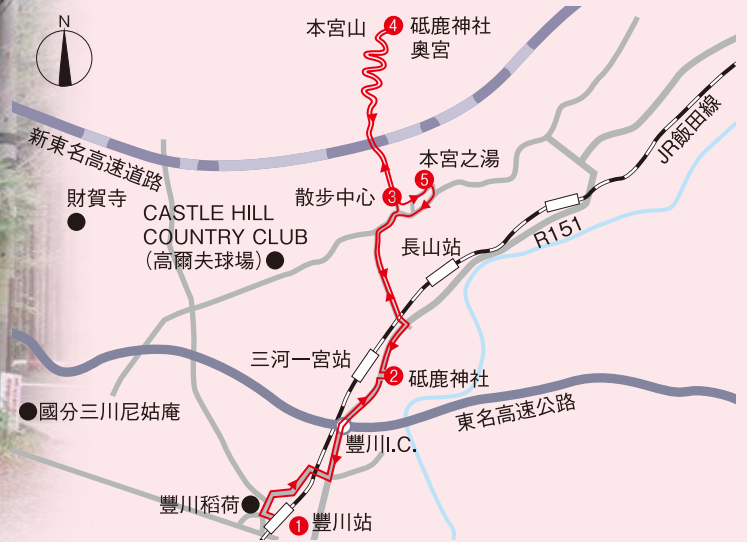 N
本宮山
4
砥鹿神社
奧宮
新東名高速道路
JR飯田線
本宮之湯
5
散步中心
3
財賀寺
CASTLE HILL
COUNTRY CLUB
(高爾夫球場)
R151
長山站
三河一宮站
2
砥鹿神社
國分三川尼姑庵
東名高速公路
豐川I.C.
豐川稻荷
1
豐川站